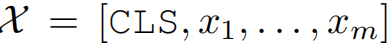 𝒳 = [CLS, x₁, . . . , xₘ]